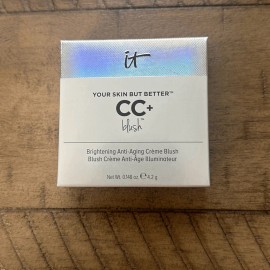 it
YOUR SKIN BUT BETTER™
CC+
blush™
Brightening Anti-Aging Crème Blush
Blush Crème Anti-Âge Illuminateur
Net Wt. 0.148 oz ℮ 4.2 g